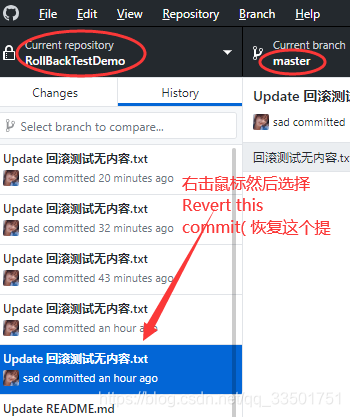 File Edit View Repository Branch Help
Current repository
RollBackTestDemo
Current branch
master
Changes History
Select branch to compare...
Update 回滚测试无内容.txt
sad committed 20 minutes ago
Update 回滚测试无内容.txt
sad committed 32 minutes ago
Update 回滚测试无内容.txt
sad committed 43 minutes ago
Update 回滚测试无内容.txt
sad committed an hour ago
Update 回滚测试无内容.txt
sad committed an hour ago
Update README.md
Update 回滚测
sad committed
回滚测试无内容.tx
右击鼠标然后选择
Revert this
commit( 恢复这个提
https://blog.csdn.net/qq_33501751